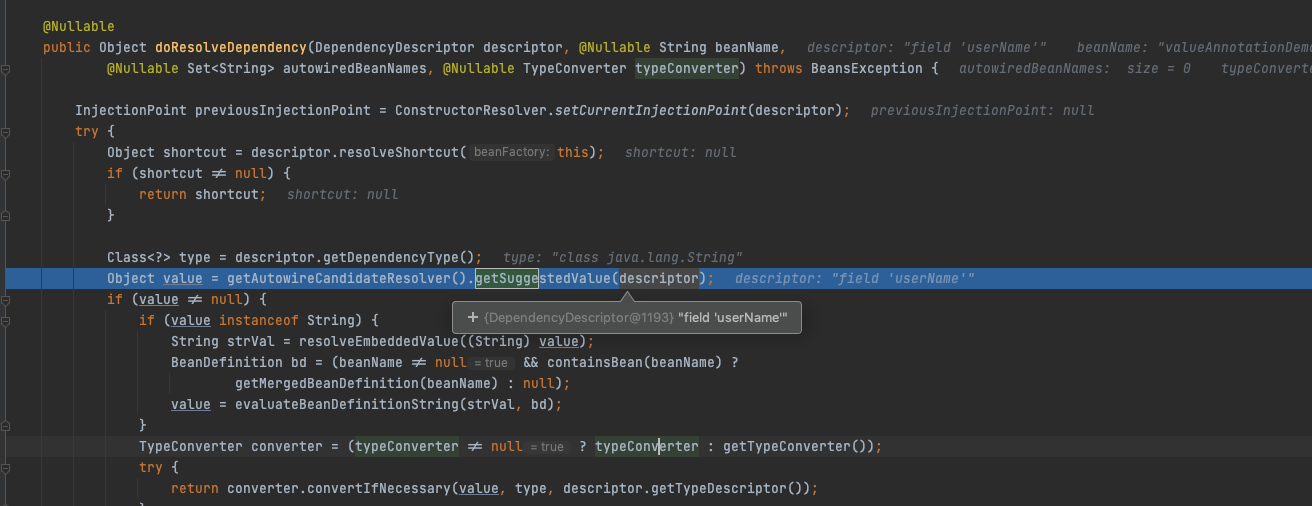 @Nullable
public Object doResolveDependency(DependencyDescriptor descriptor, @Nullable String beanName,   descriptor: "field 'userName'"    beanName: "valueAnnotationDemo
        @Nullable Set<String> autowiredBeanNames, @Nullable TypeConverter typeConverter) throws BeansException {   autowiredBeanNames:  size = 0    typeConverte
    InjectionPoint previousInjectionPoint = ConstructorResolver.setCurrentInjectionPoint(descriptor);   previousInjectionPoint: null
    try {
        Object shortcut = descriptor.resolveShortcut( beanFactory: this);   shortcut: null
        if (shortcut ≠ null) {
            return shortcut;   shortcut: null
        }
        Class<?> type = descriptor.getDependencyType();   type: "class java.lang.String"
        Object value = getAutowireCandidateResolver().getSuggestedValue(descriptor);   descriptor: "field 'userName'"
        if (value ≠ null) {
+ {DependencyDescriptor@1193} "field 'userName'"
            if (value instanceof String) {
                String strVal = resolveEmbeddedValue((String) value);
                BeanDefinition bd = (beanName ≠ null = true && containsBean(beanName) ?
                        getMergedBeanDefinition(beanName) : null);
                value = evaluateBeanDefinitionString(strVal, bd);
            }
            TypeConverter converter = (typeConverter ≠ null = true ? typeConverter : getTypeConverter());
            try {
                return converter.convertIfNecessary(value, type, descriptor.getTypeDescriptor());